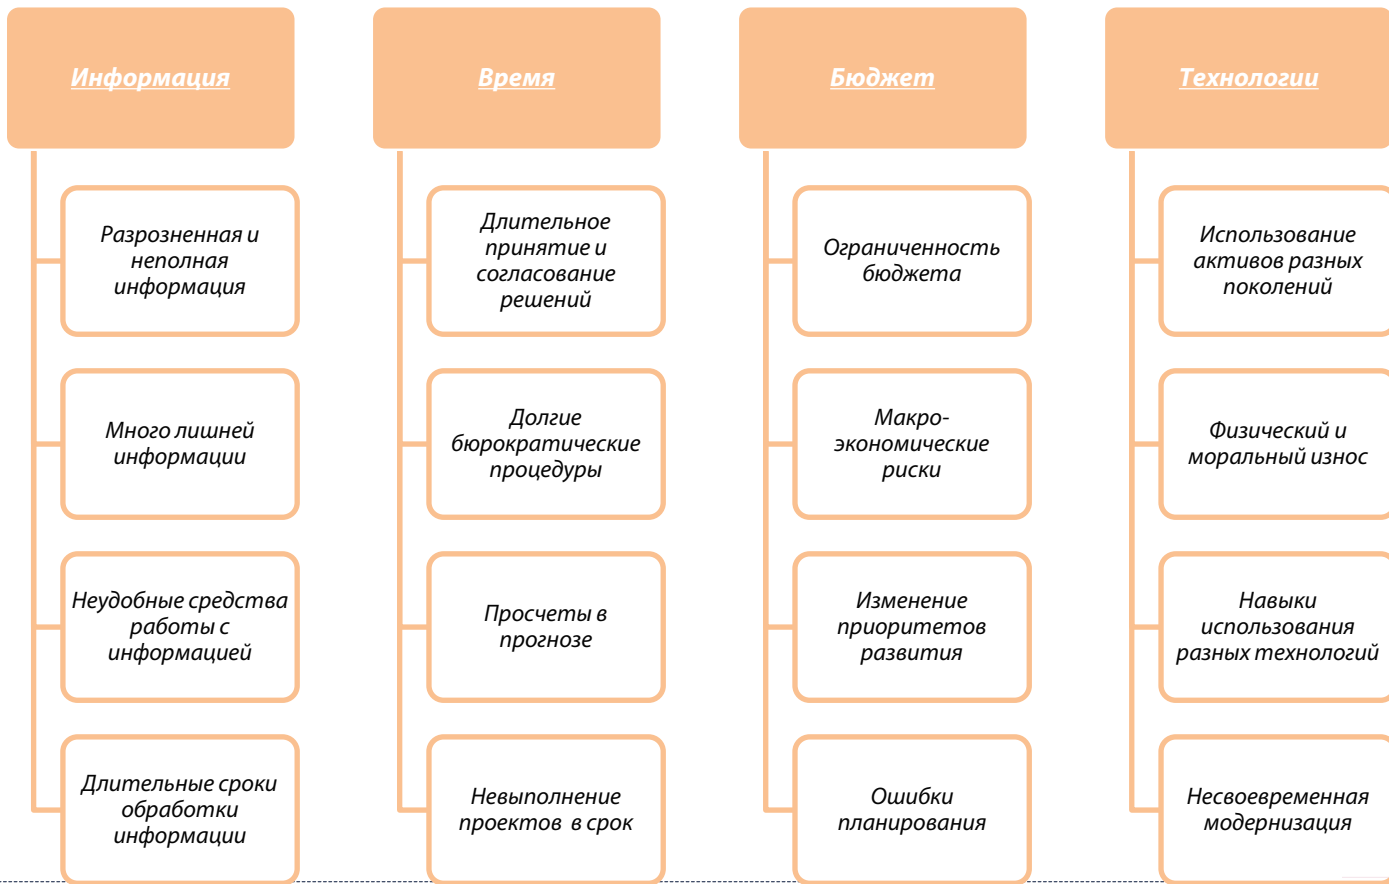 Информация
Разрозненная и
неполная
информация
Много лишней
информации
Неудобные средства
работы с
информацией
Длительные сроки
обработки
информации
Время
Длительное
принятие и
согласование
решений
Долгие
бюрократические
процедуры
Просчеты в
прогнозе
Невыполнение
проектов в срок
Бюджет
Ограниченность
бюджета
Макро-
экономические
риски
Изменение
приоритетов
развития
Ошибки
планирования
Технологии
Использование
активов разных
поколений
Физический и
моральный износ
Навыки
использования
разных технологий
Несвоевременная
модернизация